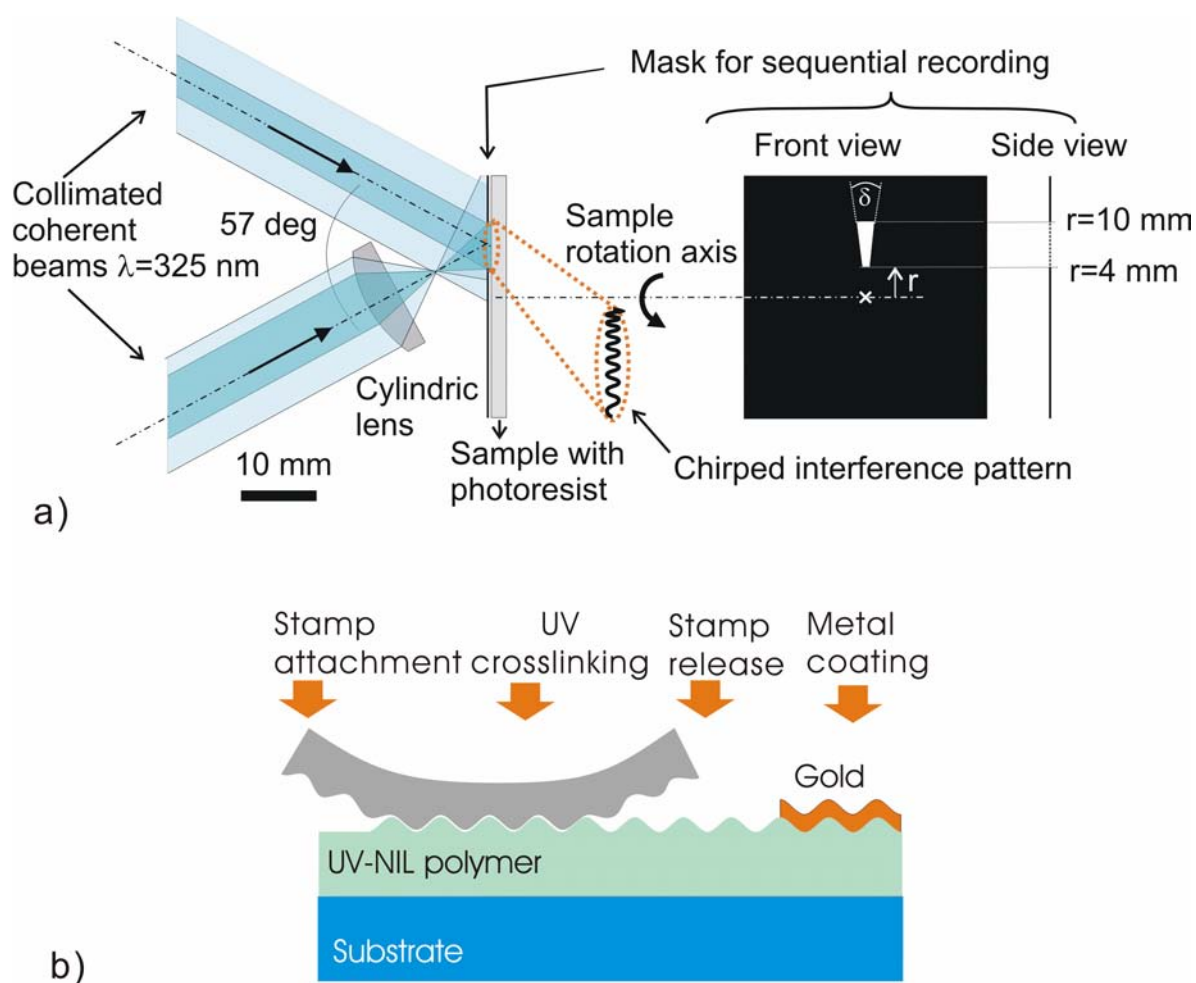 Mask for sequential recording
Front view
Side view
Collimated
coherent
beams λ=325 nm
57 deg
Sample
rotation axis
δ
r=10 mm
r=4 mm
r
Cylindric
lens
10 mm
Sample with
photoresist
Chirped interference pattern
a)
Stamp
attachment
UV
crosslinking
Stamp
release
Metal
coating
Gold
UV-NIL polymer
Substrate
b)